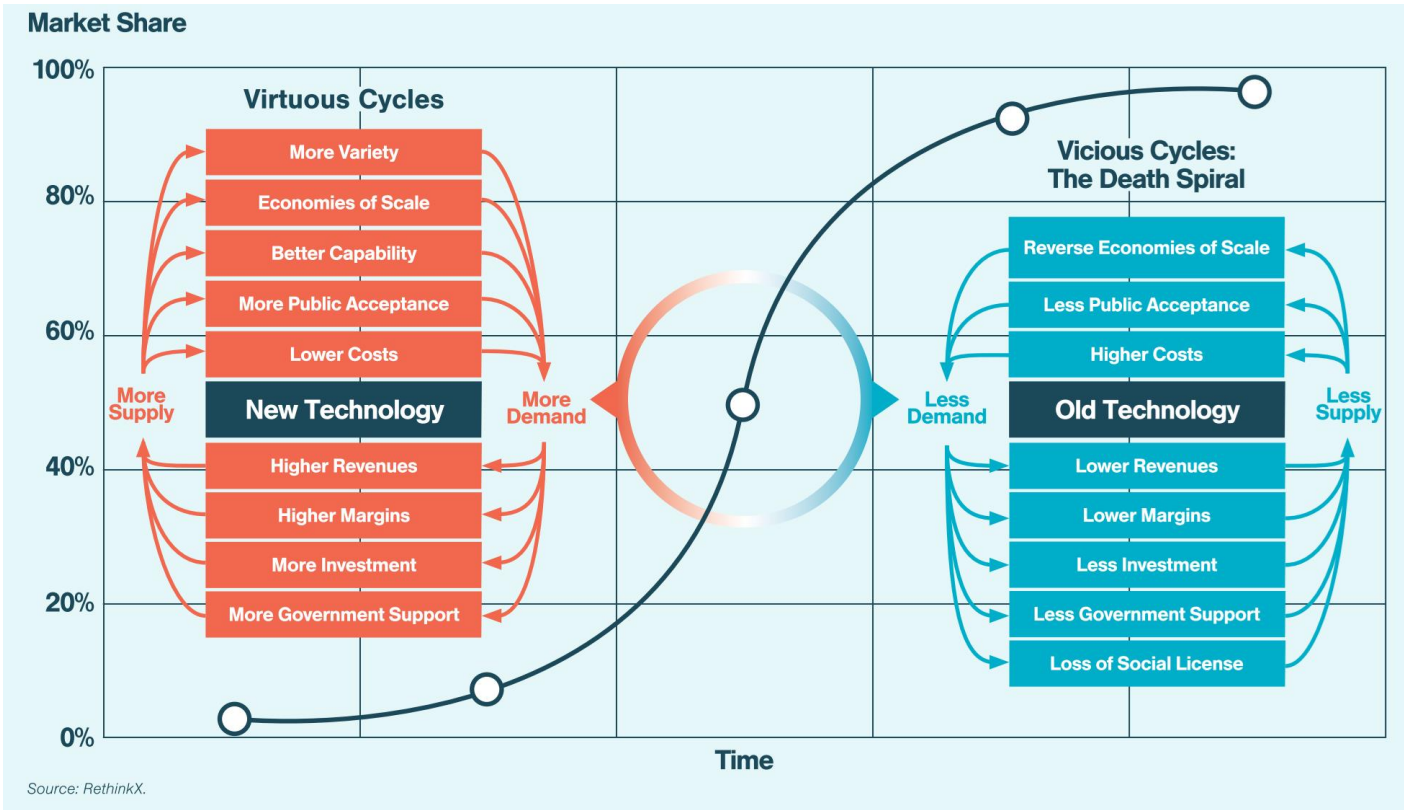 Market Share
100%
80%
60%
40%
20%
0%
Virtuous Cycles
More Variety
Economies of Scale
Better Capability
More Public Acceptance
Lower Costs
More
Supply
New Technology
More
Demand
Higher Revenues
Higher Margins
More Investment
More Government Support
Vicious Cycles:
The Death Spiral
Reverse Economies of Scale
Less Public Acceptance
Higher Costs
Less
Demand
Old Technology
Less
Supply
Lower Revenues
Lower Margins
Less Investment
Less Government Support
Loss of Social License
Time
Source: RethinkX.